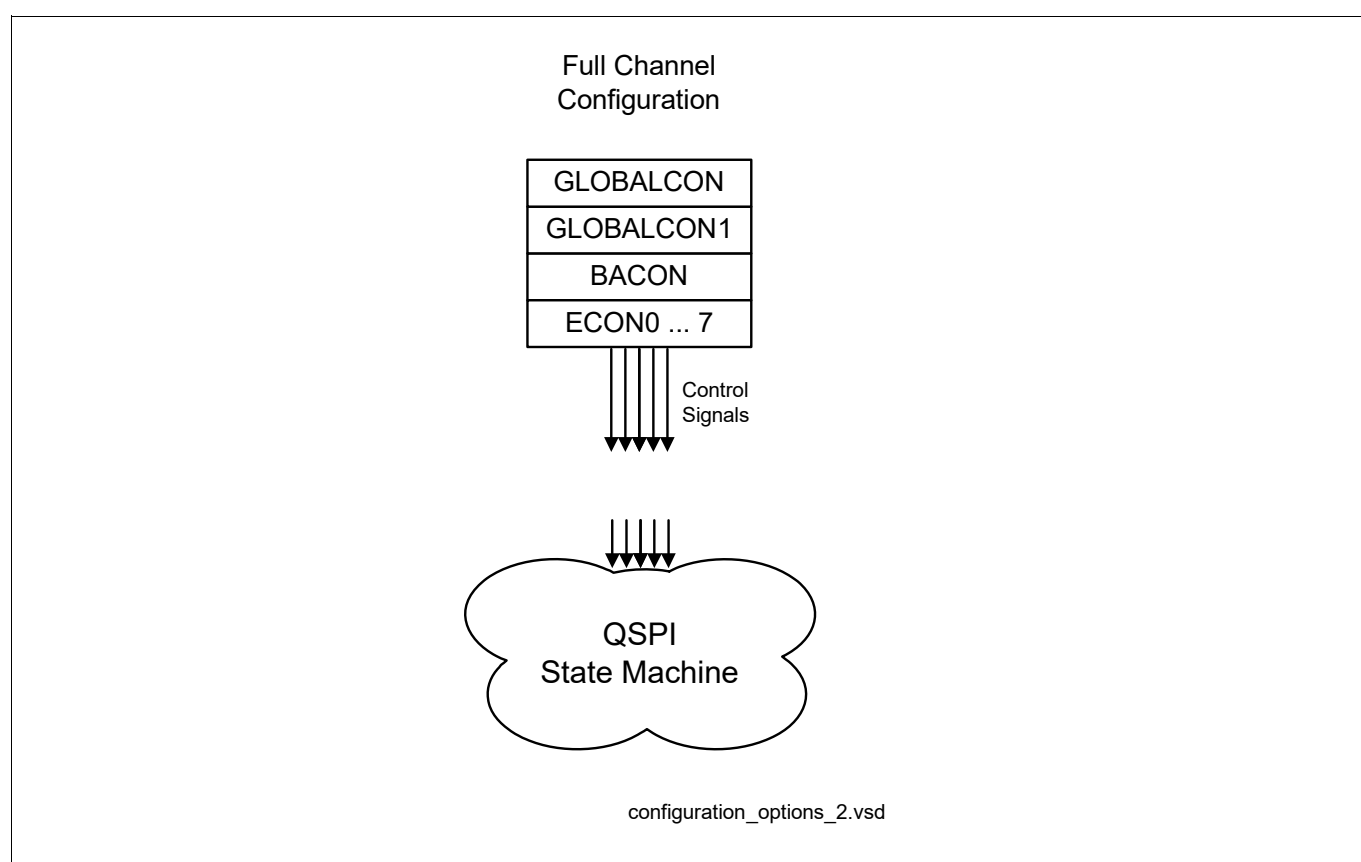 Full Channel
Configuration
GLOBALCON
GLOBALCON1
BACON
ECON0 ... 7
Control
Signals
QSPI
State Machine
configuration_options_2.vsd